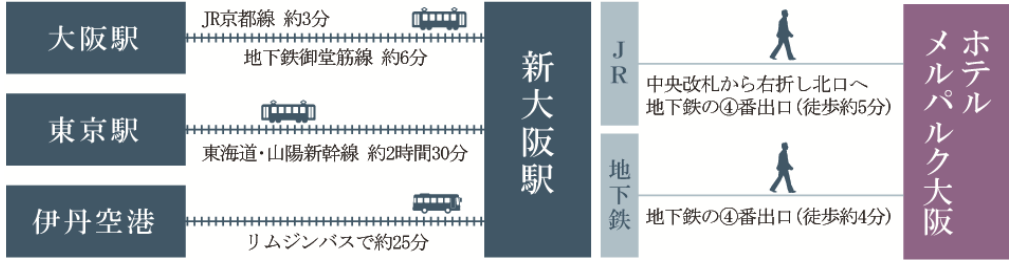 大阪駅
JR京都線 約3分
地下鉄御堂筋線 約6分
東京駅
東海道・山陽新幹線 約2時間30分
伊丹空港
リムジンバスで約25分
新大阪駅
JR
中央改札から右折し北口へ
地下鉄の④番出口(徒歩約5分)
地下鉄
地下鉄の④番出口(徒歩約4分)
ホテル
メルパルク大阪